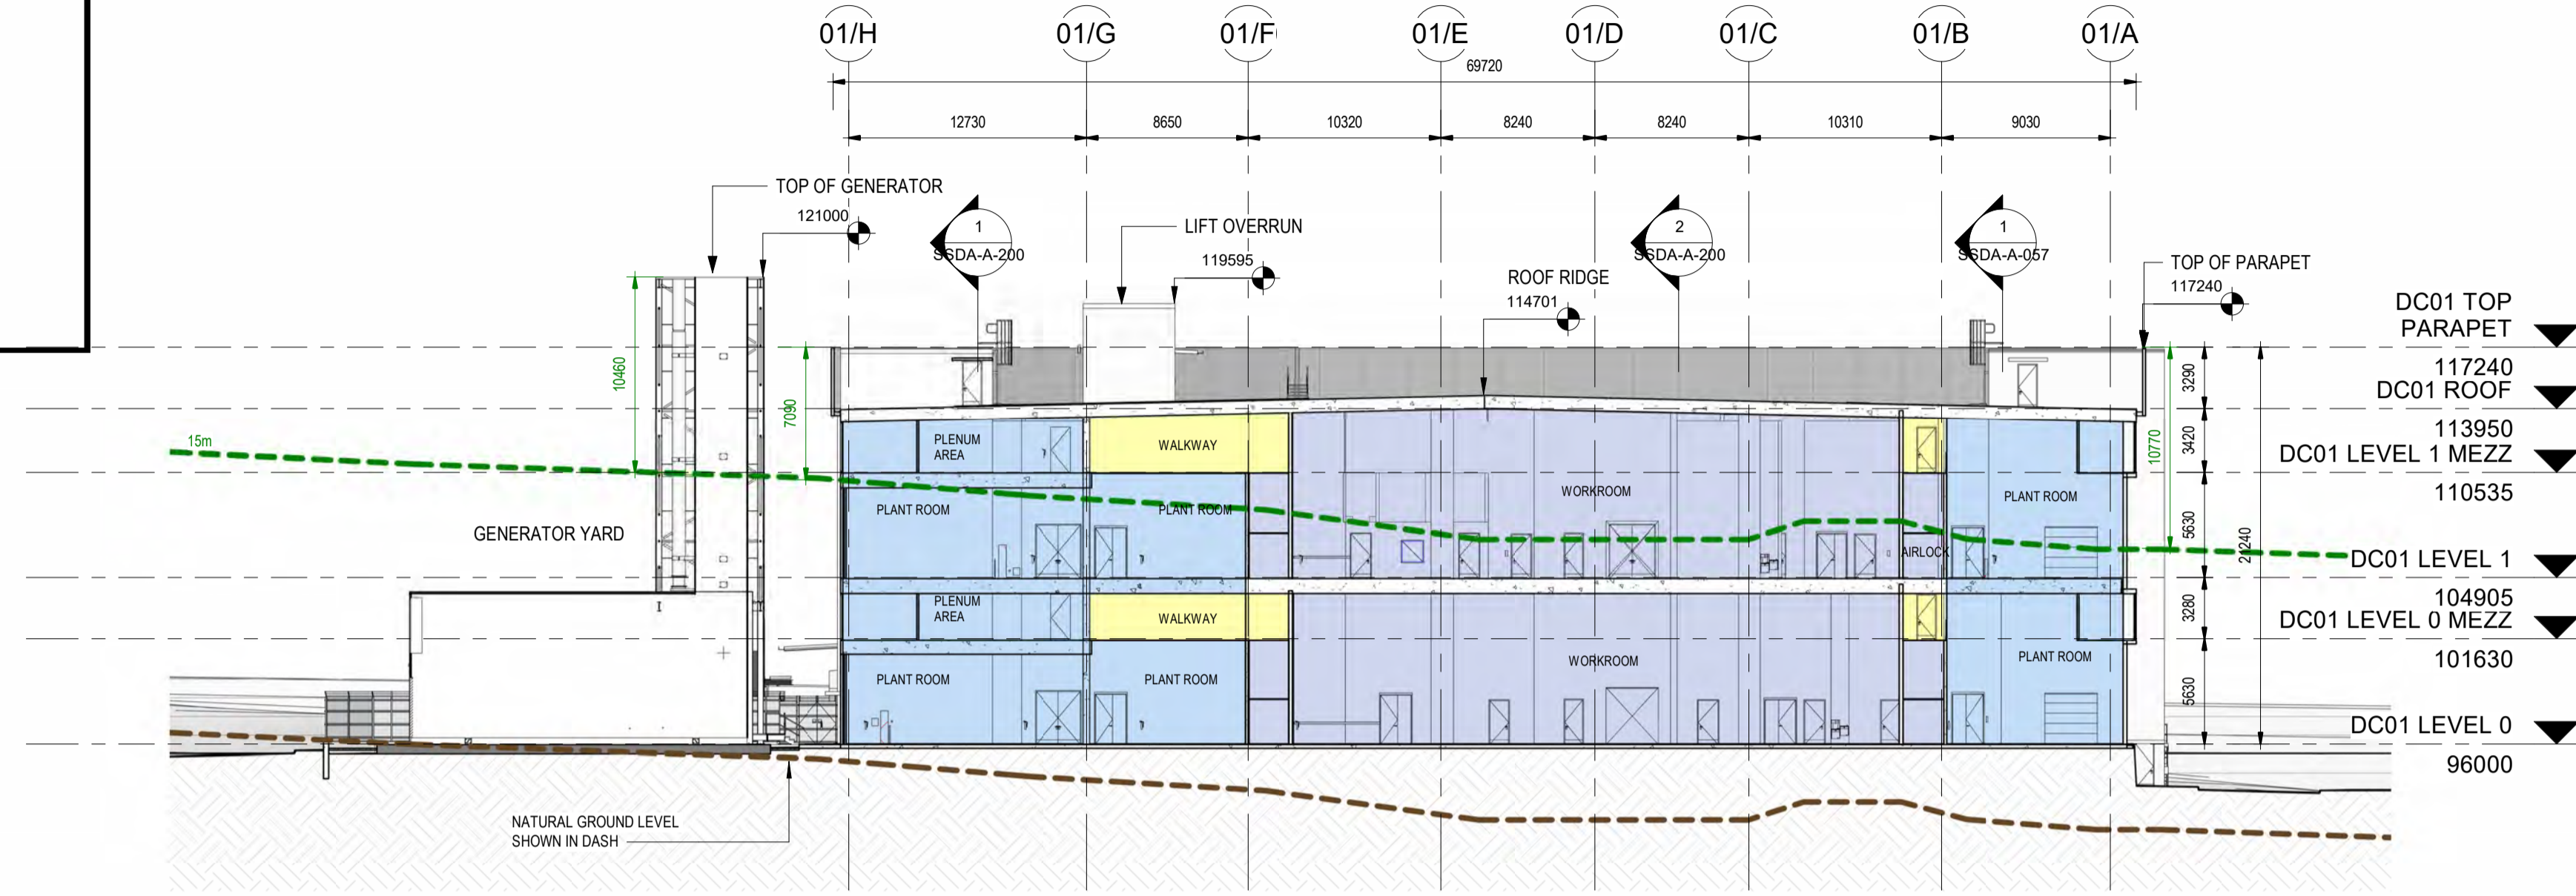 01/H
01/G
01/F
01/E
01/D
01/C
01/B
01/A
69720
12730
8650
10320
8240
8240
10310
9030
TOP OF GENERATOR
121000
1
SSDA-A-200
LIFT OVERRUN
119595
ROOF RIDGE
114701
2
SSDA-A-200
1
SSDA-A-057
TOP OF PARAPET
117240
DC01 TOP
PARAPET
117240
DC01 ROOF
113950
DC01 LEVEL 1 MEZZ
110535
DC01 LEVEL 1
104905
DC01 LEVEL 0 MEZZ
101630
DC01 LEVEL 0
96000
3290
3420
5630
3280
5630
21240
10770
10460
7090
15m
GENERATOR YARD
PLENUM
AREA
WALKWAY
PLANT ROOM
PLANT ROOM
WORKROOM
AIRLOCK
PLANT ROOM
PLENUM
AREA
WALKWAY
PLANT ROOM
PLANT ROOM
WORKROOM
PLANT ROOM
NATURAL GROUND LEVEL
SHOWN IN DASH